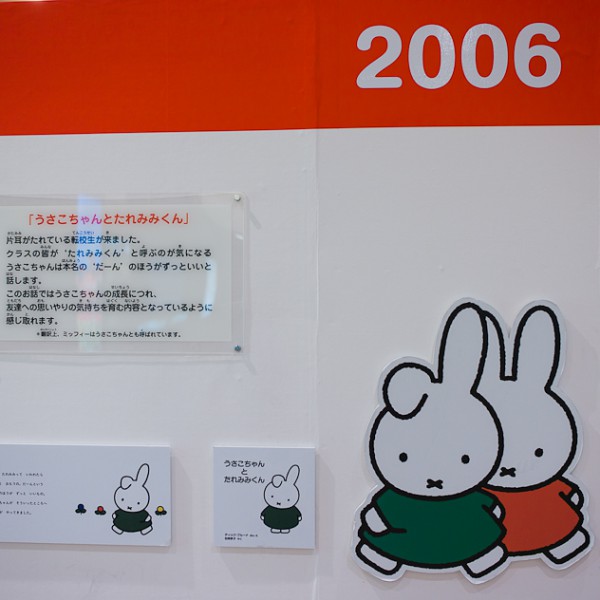 2006
「うさこちゃんとたれみみくん」
片耳がたれている転校生が来ました。
クラスの皆が“たれみみくん”と呼ぶのが気になる
うさこちゃんは本名の“だーん”のほうがずっといいと
話します。
このお話ではうさこちゃんの成長につれ、
友達への思いやりの気持ちを育む内容となっているように
感じ取れます。
*翻訳上、ミッフィーはうさこちゃんとも呼ばれています。
うさこちゃん
と
たれみみくん